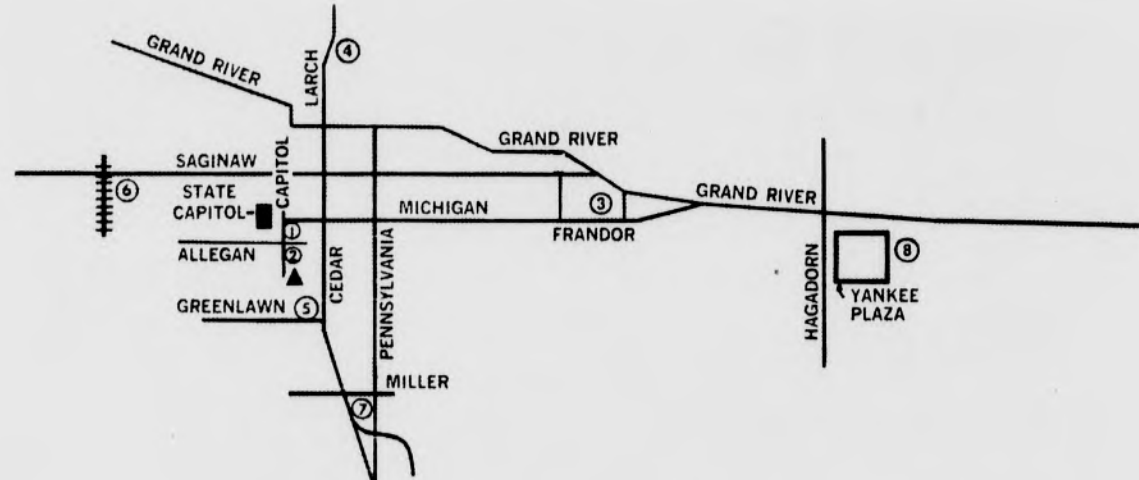 GRAND RIVER
LARCH
④
GRAND RIVER
SAGINAW
CAPITOL
⑥
STATE
CAPITOL
MICHIGAN
③
GRAND RIVER
FRANDOR
①
ALLEGAN
②
CEDAR
PENNSYLVANIA
HAGADORN
⑧
YANKEE
PLAZA
GREENLAWN
⑤
MILLER
⑦